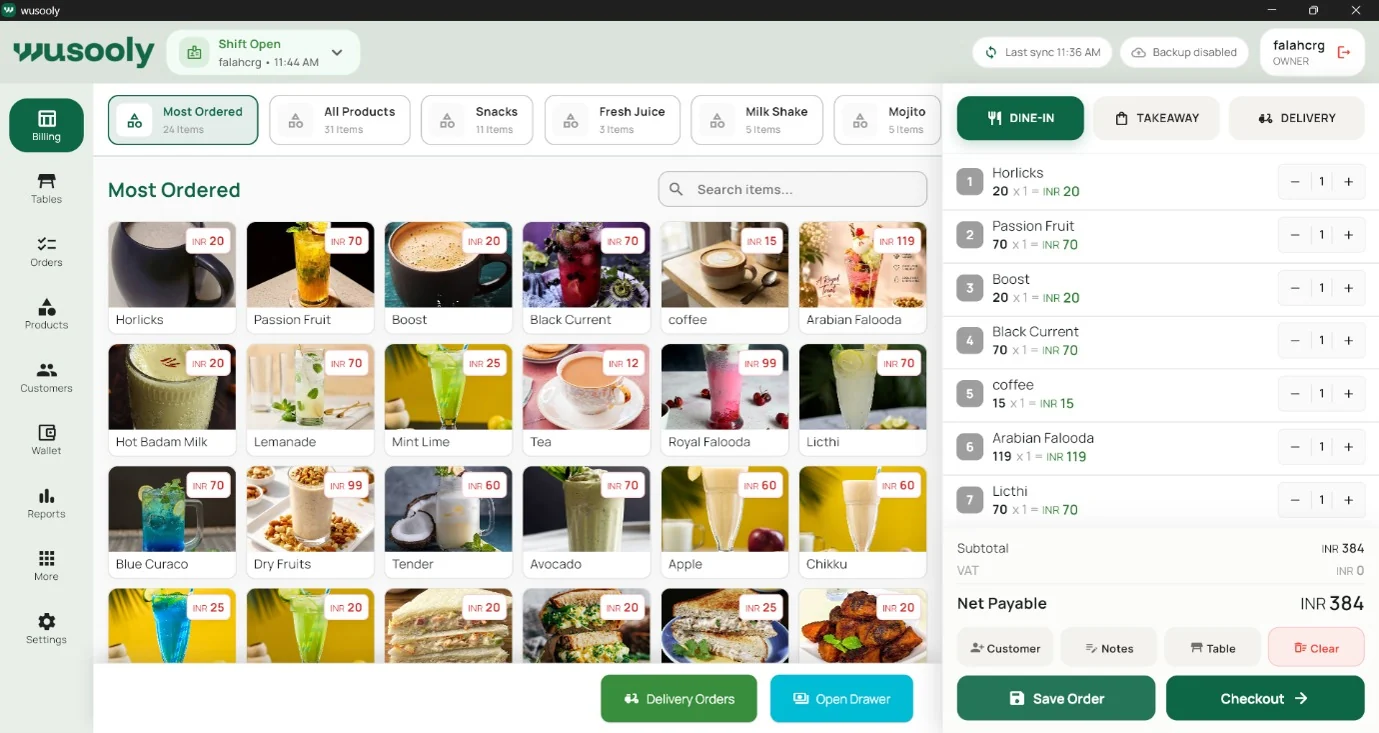 wusooly
wusooly
Shift Open
falahcrg • 11:44 AM
Last sync 11:36 AM
Backup disabled
falahcrg
OWNER
Billing
Tables
Orders
Products
Customers
Wallet
Reports
More
Settings
Most Ordered
24 Items
All Products
31 Items
Snacks
11 Items
Fresh Juice
3 Items
Milk Shake
5 Items
Mojito
5 Items
Most Ordered
Search items...
INR 20
Horlicks
INR 70
Passion Fruit
INR 20
Boost
INR 70
Black Current
INR 15
coffee
INR 119
Arabian Falooda
INR 20
Hot Badam Milk
INR 70
Lemanade
INR 25
Mint Lime
INR 12
Tea
INR 99
Royal Falooda
INR 70
Licthi
INR 70
Blue Curaco
INR 99
Dry Fruits
INR 60
Tender
INR 70
Avocado
INR 60
Apple
INR 60
Chikku
INR 25
INR 20
INR 20
INR 20
INR 25
INR 20
Delivery Orders
Open Drawer
DINE-IN
TAKEAWAY
DELIVERY
1
Horlicks
20 x 1 = INR 20
− 1 +
2
Passion Fruit
70 x 1 = INR 70
− 1 +
3
Boost
20 x 1 = INR 20
− 1 +
4
Black Current
70 x 1 = INR 70
− 1 +
5
coffee
15 x 1 = INR 15
− 1 +
6
Arabian Falooda
119 x 1 = INR 119
− 1 +
7
Licthi
70 x 1 = INR 70
− 1 +
Subtotal INR 384
VAT INR 0
Net Payable INR 384
Customer
Notes
Table
Clear
Save Order
Checkout